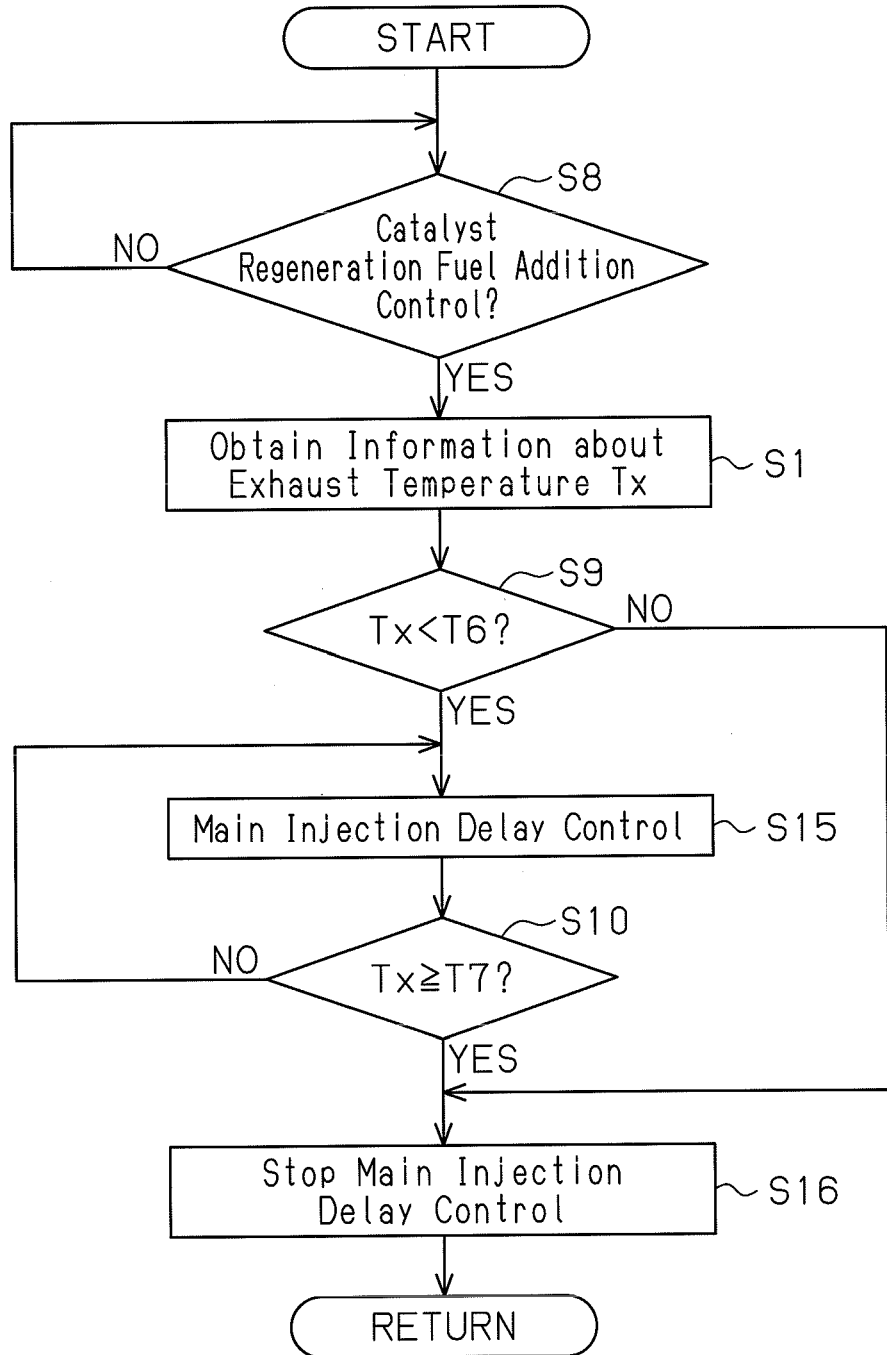 START
S8
Catalyst
Regeneration Fuel Addition
Control?
NO
YES
Obtain Information about
Exhaust Temperature Tx
S1
S9
Tx<T6?
NO
YES
Main Injection Delay Control
S15
S10
Tx≧T7?
NO
YES
Stop Main Injection
Delay Control
S16
RETURN